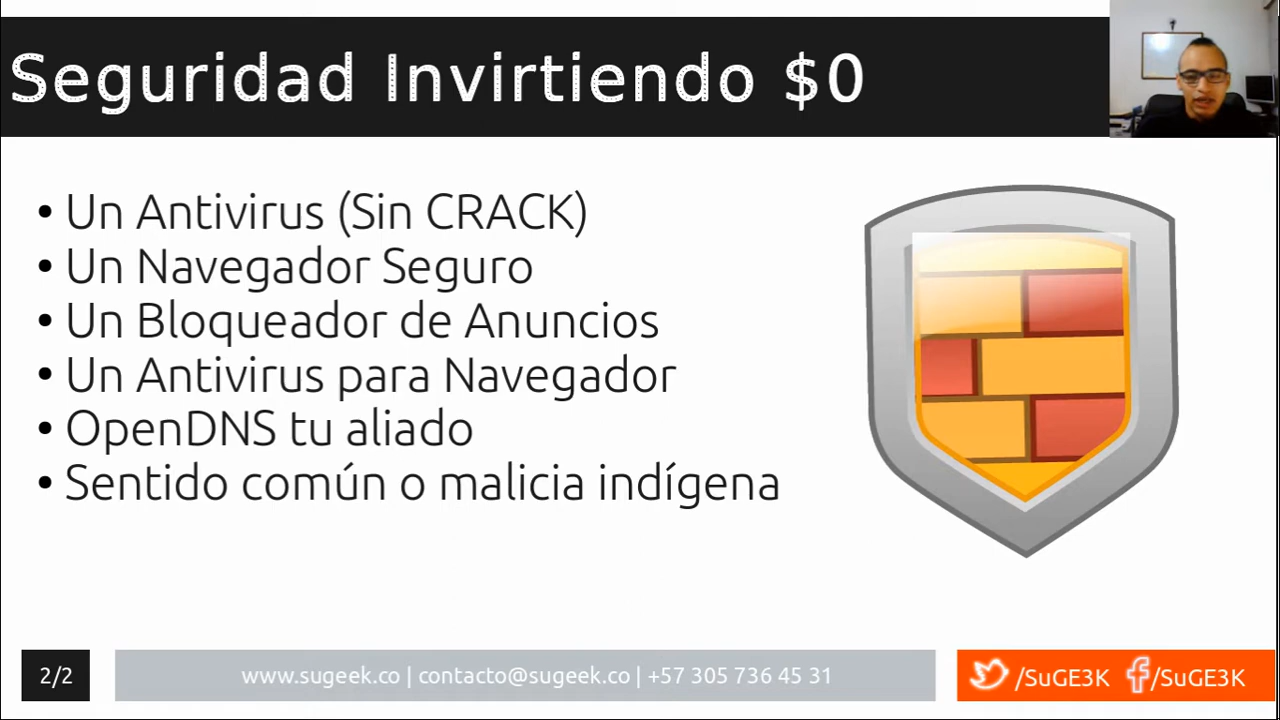 Seguridad Invirtiendo $0
• Un Antivirus (Sin CRACK)
• Un Navegador Seguro
• Un Bloqueador de Anuncios
• Un Antivirus para Navegador
• OpenDNS tu aliado
• Sentido común o malicia indígena
2/2
www.sugeek.co | contacto@sugeek.co | +57 305 736 45 31
/SuGE3K /SuGE3K